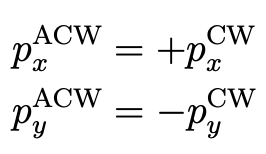 p_x^ACW = +p_x^CW
p_y^ACW = −p_y^CW